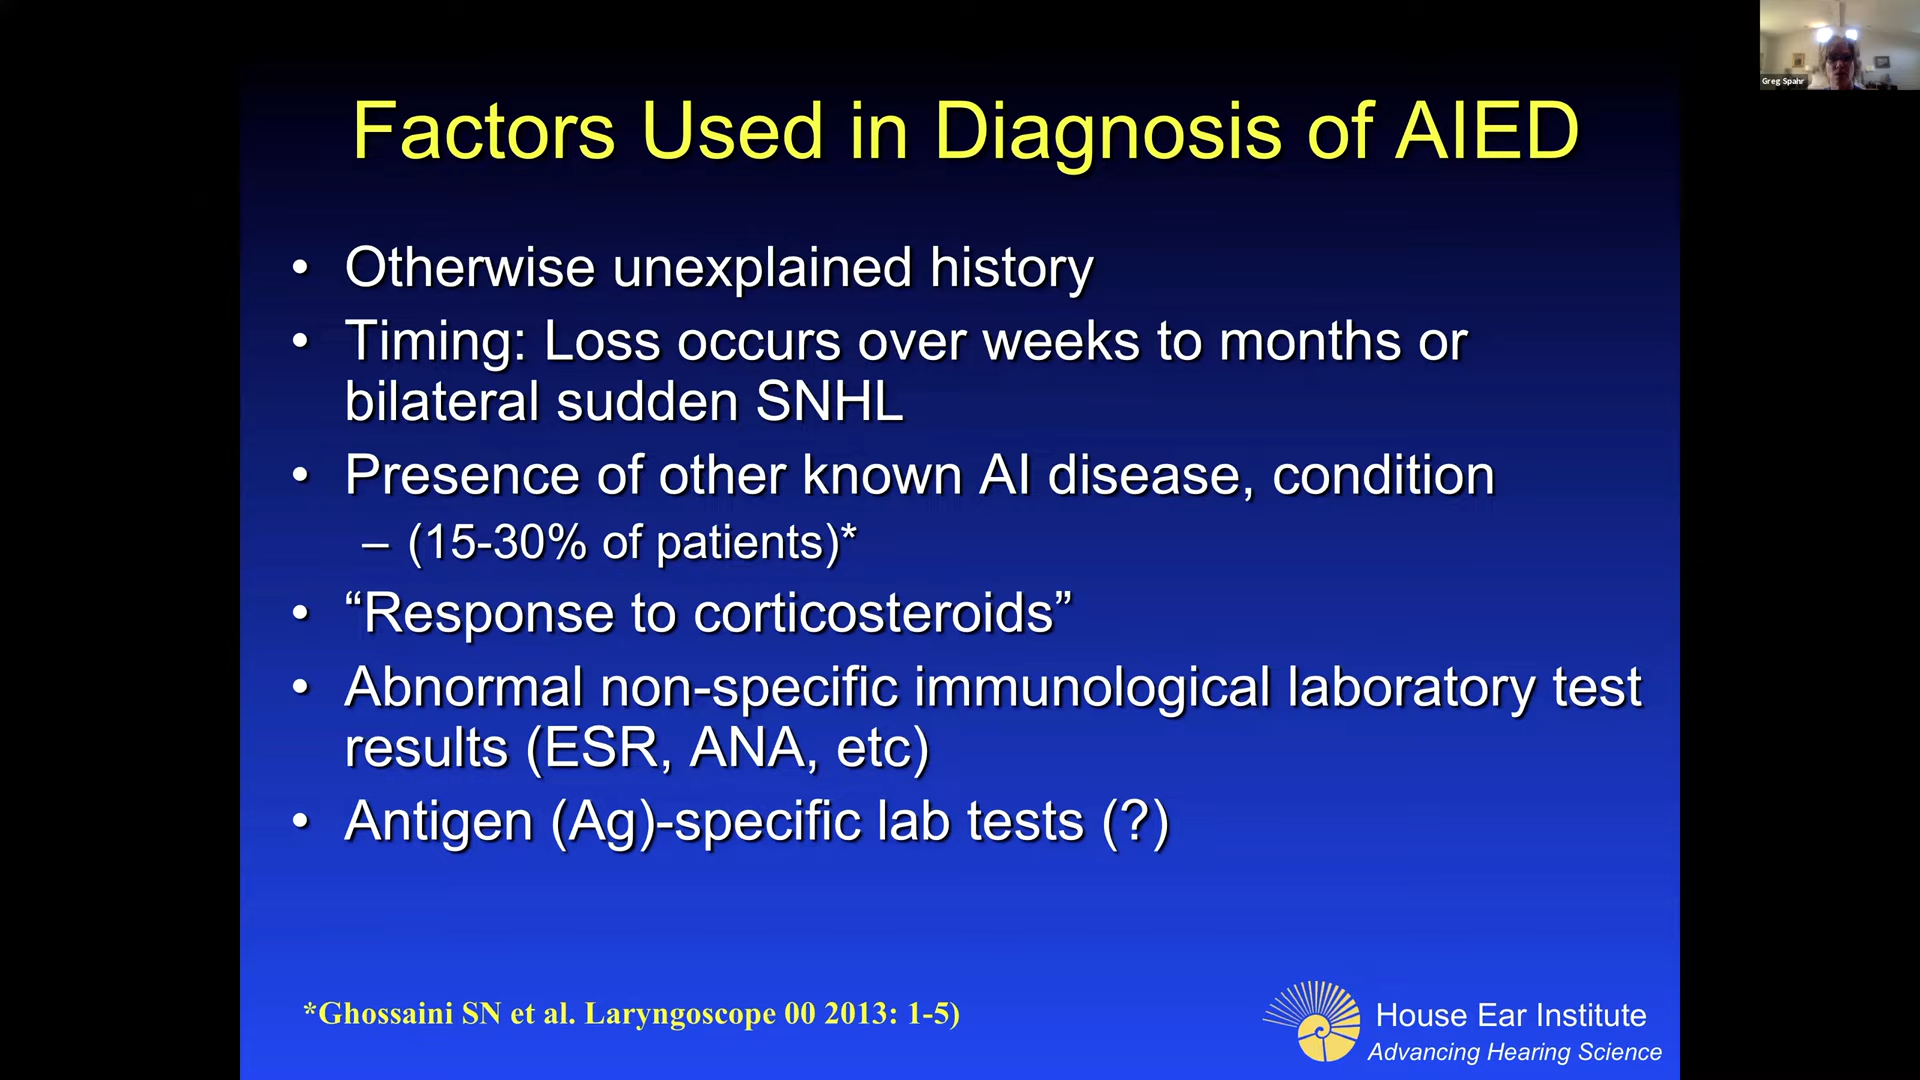 Greg Spahr
Factors Used in Diagnosis of AIED
• Otherwise unexplained history
• Timing: Loss occurs over weeks to months or
bilateral sudden SNHL
• Presence of other known AI disease, condition
– (15-30% of patients)*
• “Response to corticosteroids”
• Abnormal non-specific immunological laboratory test
results (ESR, ANA, etc)
• Antigen (Ag)-specific lab tests (?)
*Ghossaini SN et al. Laryngoscope 00 2013: 1-5)
House Ear Institute
Advancing Hearing Science